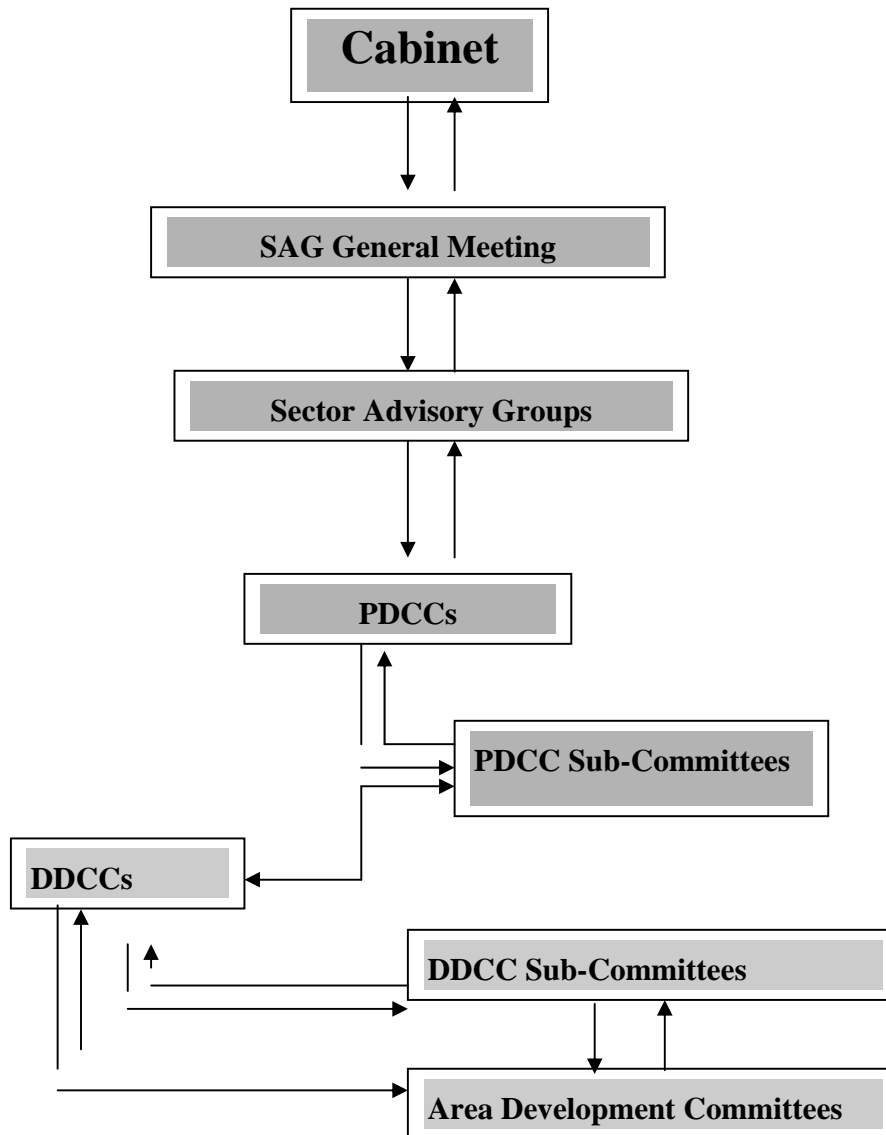 Cabinet
SAG General Meeting
Sector Advisory Groups
PDCCs
PDCC Sub-Committees
DDCCs
DDCC Sub-Committees
Area Development Committees